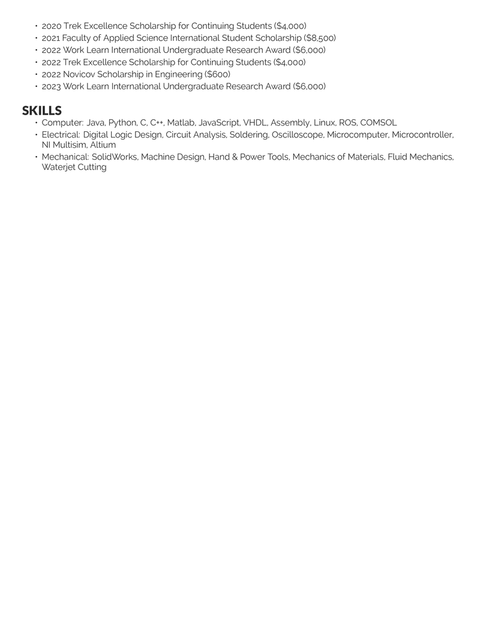 • 2020 Trek Excellence Scholarship for Continuing Students ($4,000)
• 2021 Faculty of Applied Science International Student Scholarship ($8,500)
• 2022 Work Learn International Undergraduate Research Award ($6,000)
• 2022 Trek Excellence Scholarship for Continuing Students ($4,000)
• 2022 Novicov Scholarship in Engineering ($600)
• 2023 Work Learn International Undergraduate Research Award ($6,000)
SKILLS
• Computer: Java, Python, C, C++, Matlab, JavaScript, VHDL, Assembly, Linux, ROS, COMSOL
• Electrical: Digital Logic Design, Circuit Analysis, Soldering, Oscilloscope, Microcomputer, Microcontroller,
NI Multisim, Altium
• Mechanical: SolidWorks, Machine Design, Hand & Power Tools, Mechanics of Materials, Fluid Mechanics,
Waterjet Cutting